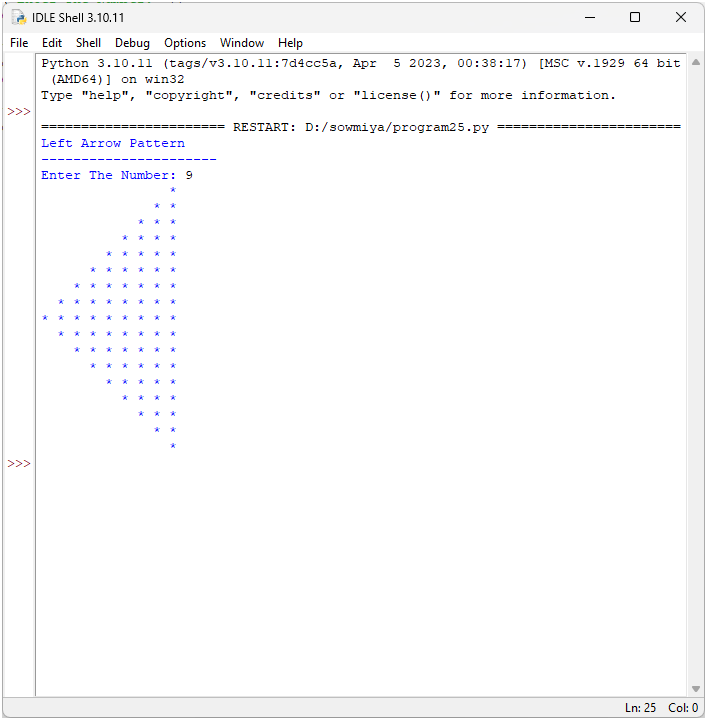 IDLE Shell 3.10.11
File Edit Shell Debug Options Window Help
Python 3.10.11 (tags/v3.10.11:7d4cc5a, Apr  5 2023, 00:38:17) [MSC v.1929 64 bit
 (AMD64)] on win32
Type "help", "copyright", "credits" or "license()" for more information.
>>>
======================= RESTART: D:/sowmiya/program25.py =======================
Left Arrow Pattern
----------------------
Enter The Number: 9
                *
              * *
            * * *
          * * * *
        * * * * *
      * * * * * *
    * * * * * * *
  * * * * * * * *
* * * * * * * * *
  * * * * * * * *
    * * * * * * *
      * * * * * *
        * * * * *
          * * * *
            * * *
              * *
                *
>>>
Ln: 25 Col: 0